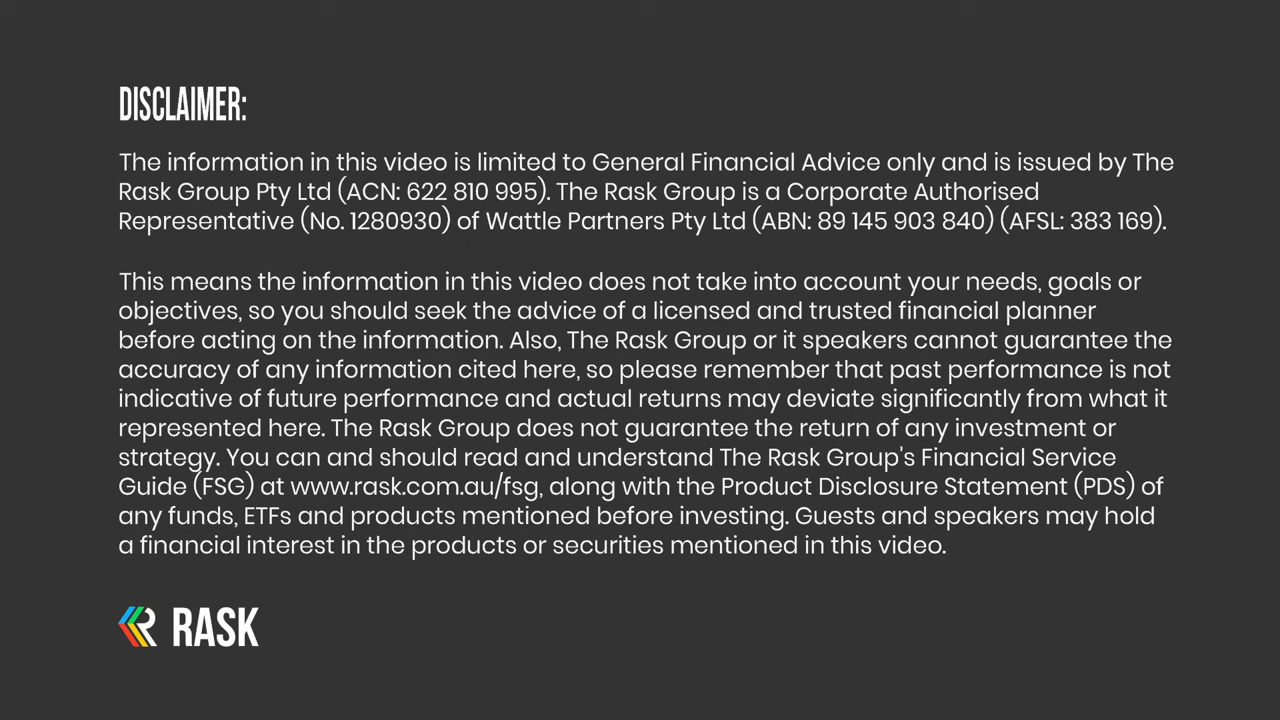 DISCLAIMER:
The information in this video is limited to General Financial Advice only and is issued by The
Rask Group Pty Ltd (ACN: 622 810 995). The Rask Group is a Corporate Authorised
Representative (No. 1280930) of Wattle Partners Pty Ltd (ABN: 89 145 903 840) (AFSL: 383 169).
This means the information in this video does not take into account your needs, goals or
objectives, so you should seek the advice of a licensed and trusted financial planner
before acting on the information. Also, The Rask Group or it speakers cannot guarantee the
accuracy of any information cited here, so please remember that past performance is not
indicative of future performance and actual returns may deviate significantly from what it
represented here. The Rask Group does not guarantee the return of any investment or
strategy. You can and should read and understand The Rask Group's Financial Service
Guide (FSG) at www.rask.com.au/fsg, along with the Product Disclosure Statement (PDS) of
any funds, ETFs and products mentioned before investing. Guests and speakers may hold
a financial interest in the products or securities mentioned in this video.
RASK